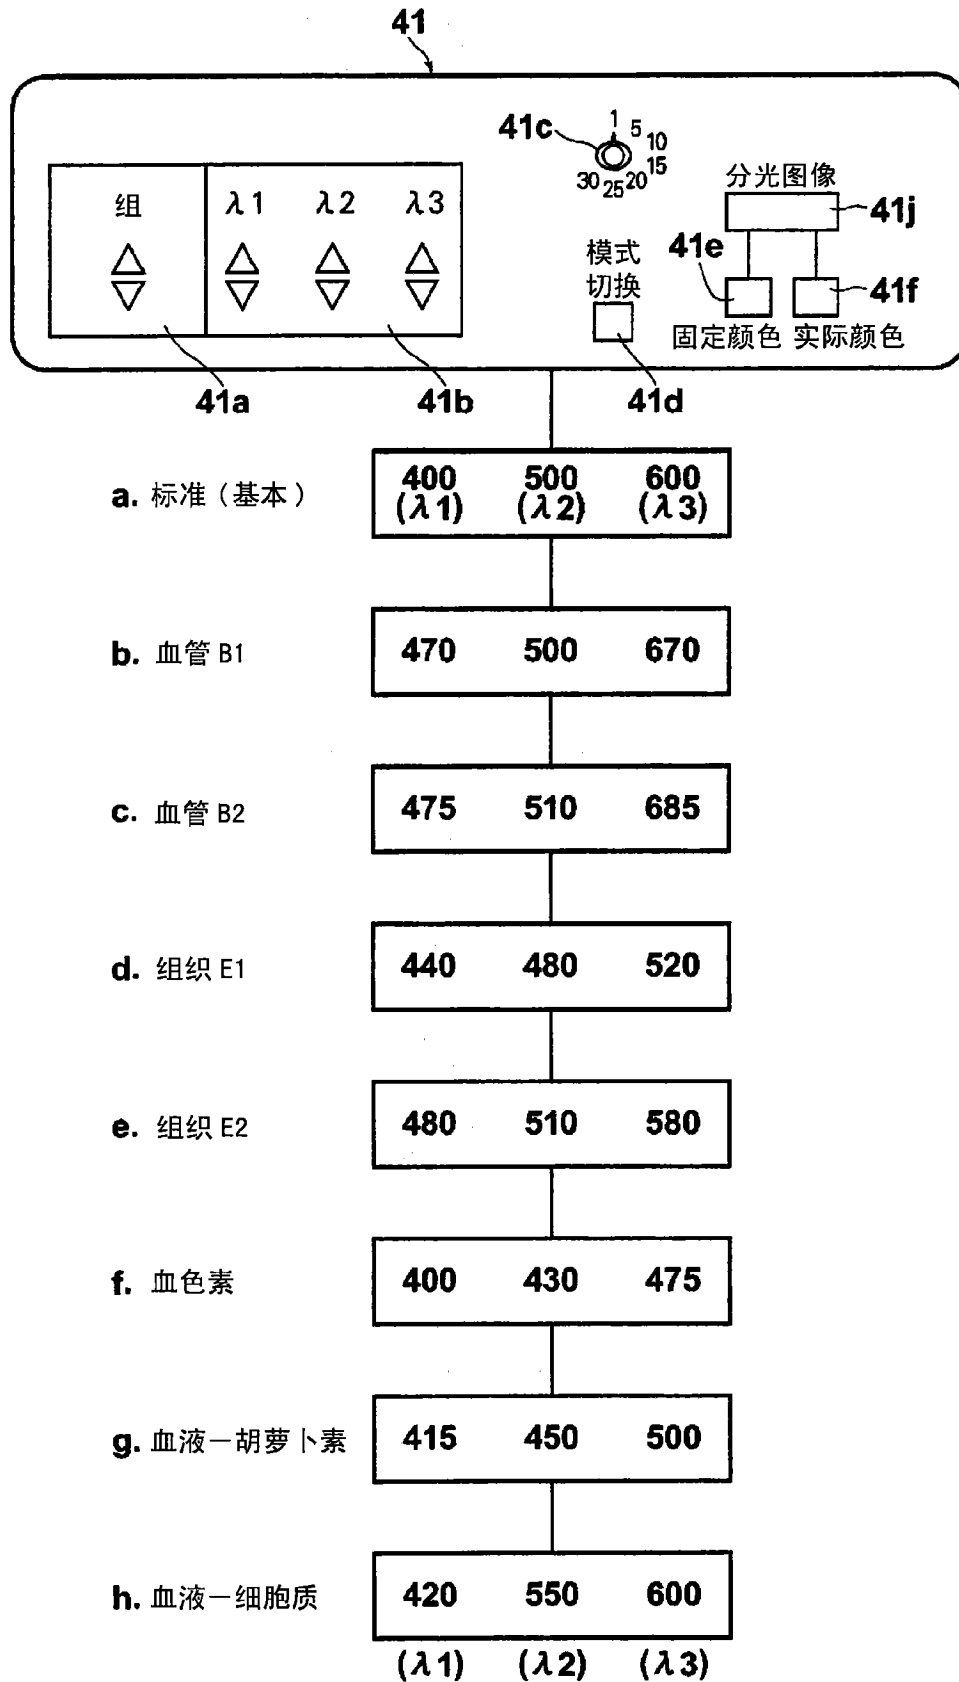 41
41c
1
5
10
15
20
25
30
组 λ1 λ2 λ3
分光图像
41j
41e
41f
模式
切换
固定颜色 实际颜色
41a 41b 41d
a. 标准（基本） 400 500 600
(λ1) (λ2) (λ3)
b. 血管 B1 470 500 670
c. 血管 B2 475 510 685
d. 组织 E1 440 480 520
e. 组织 E2 480 510 580
f. 血色素 400 430 475
g. 血液－胡萝卜素 415 450 500
h. 血液－细胞质 420 550 600
(λ1) (λ2) (λ3)